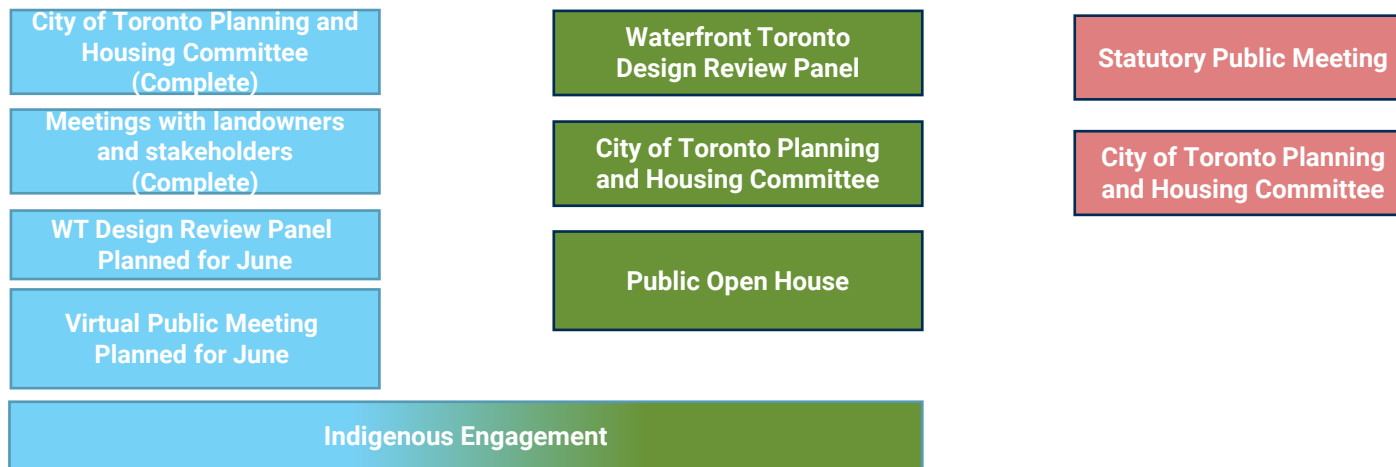 City of Toronto Planning and
Housing Committee
(Complete)
Meetings with landowners
and stakeholders
(Complete)
WT Design Review Panel
Planned for June
Virtual Public Meeting
Planned for June
Waterfront Toronto
Design Review Panel
City of Toronto Planning
and Housing Committee
Public Open House
Statutory Public Meeting
City of Toronto Planning
and Housing Committee
Indigenous Engagement